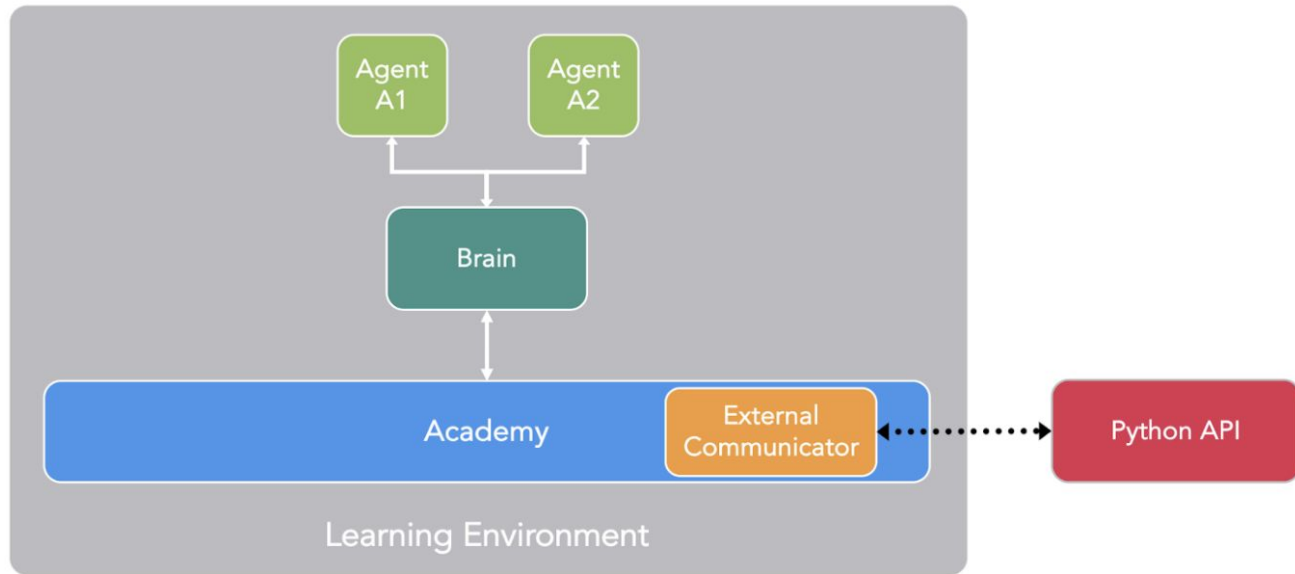 Agent
A1
Agent
A2
Brain
Academy
External
Communicator
Python API
Learning Environment